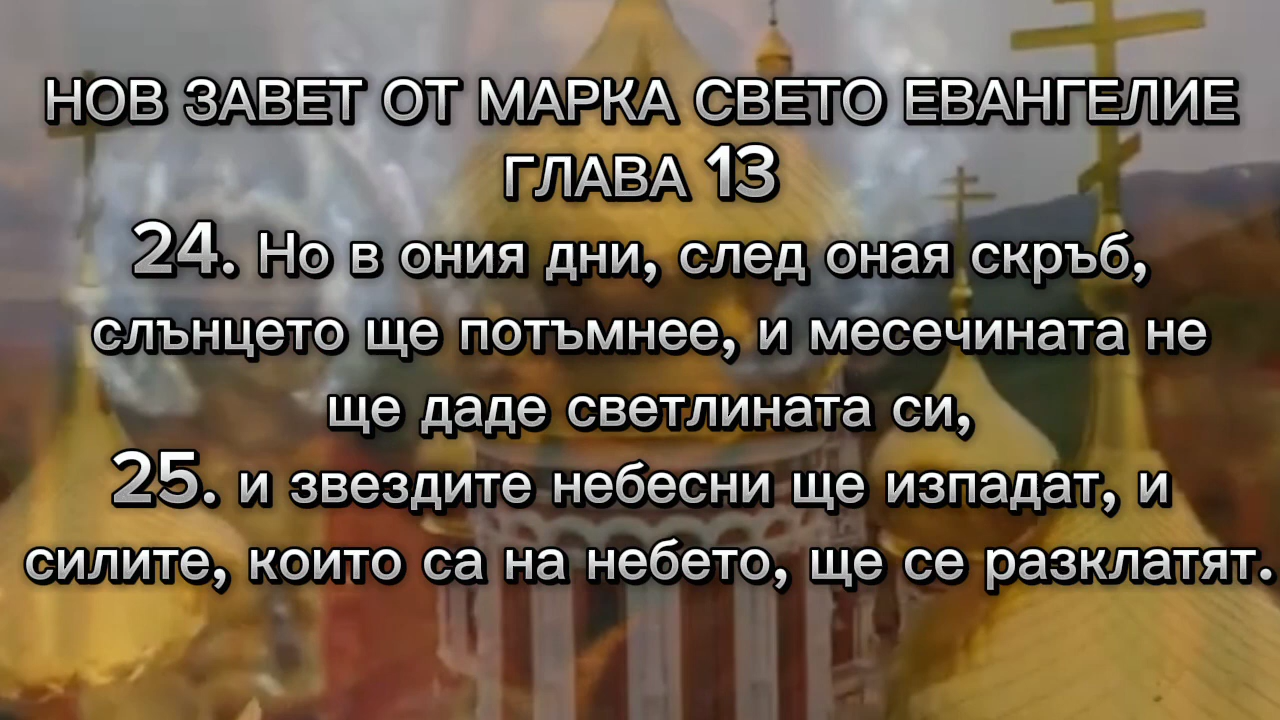 НОВ ЗАВЕТ ОТ МАРКА СВЕТО ЕВАНГЕЛИЕ
ГЛАВА 13
24. Но в ония дни, след оная скръб,
слънцето ще потъмнее, и месечината не
ще даде светлината си,
25. и звездите небесни ще изпадат, и
силите, които са на небето, ще се разклатят.